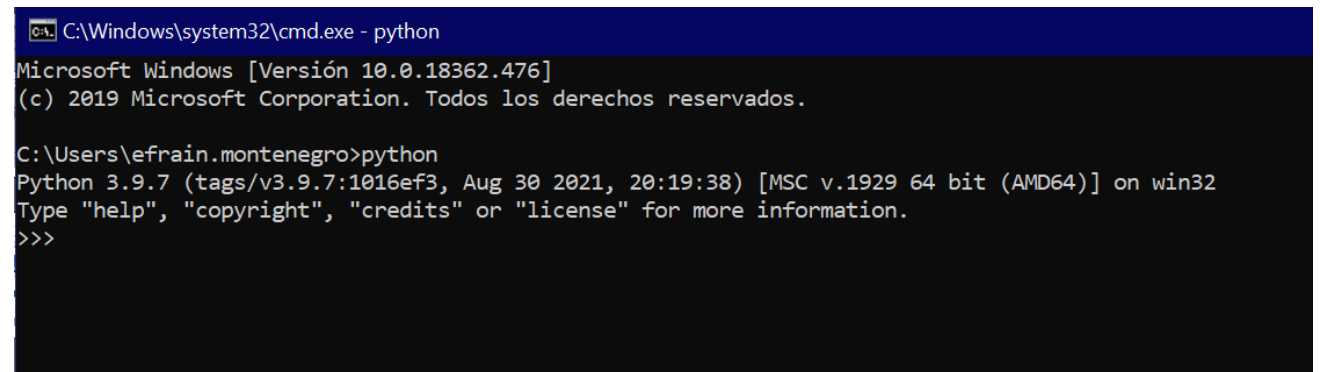 C:\Windows\system32\cmd.exe - python
Microsoft Windows [Versión 10.0.18362.476]
(c) 2019 Microsoft Corporation. Todos los derechos reservados.
C:\Users\efrain.montenegro>python
Python 3.9.7 (tags/v3.9.7:1016ef3, Aug 30 2021, 20:19:38) [MSC v.1929 64 bit (AMD64)] on win32
Type "help", "copyright", "credits" or "license" for more information.
>>>